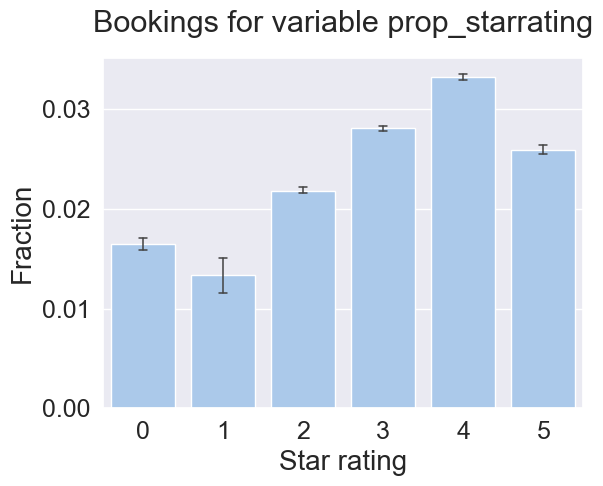 Bookings for variable prop_starrating
Fraction
0.03
0.02
0.01
0.00
0 1 2 3 4 5
Star rating